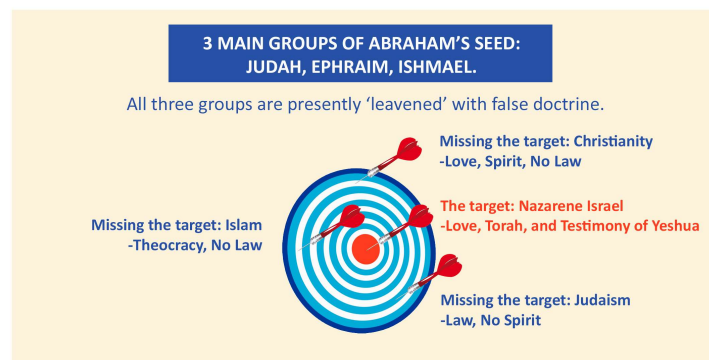 3 MAIN GROUPS OF ABRAHAM’S SEED:
JUDAH, EPHRAIM, ISHMAEL.
All three groups are presently ‘leavened’ with false doctrine.
Missing the target: Christianity
-Love, Spirit, No Law
The target: Nazarene Israel
-Love, Torah, and Testimony of Yeshua
Missing the target: Islam
-Theocracy, No Law
Missing the target: Judaism
-Law, No Spirit